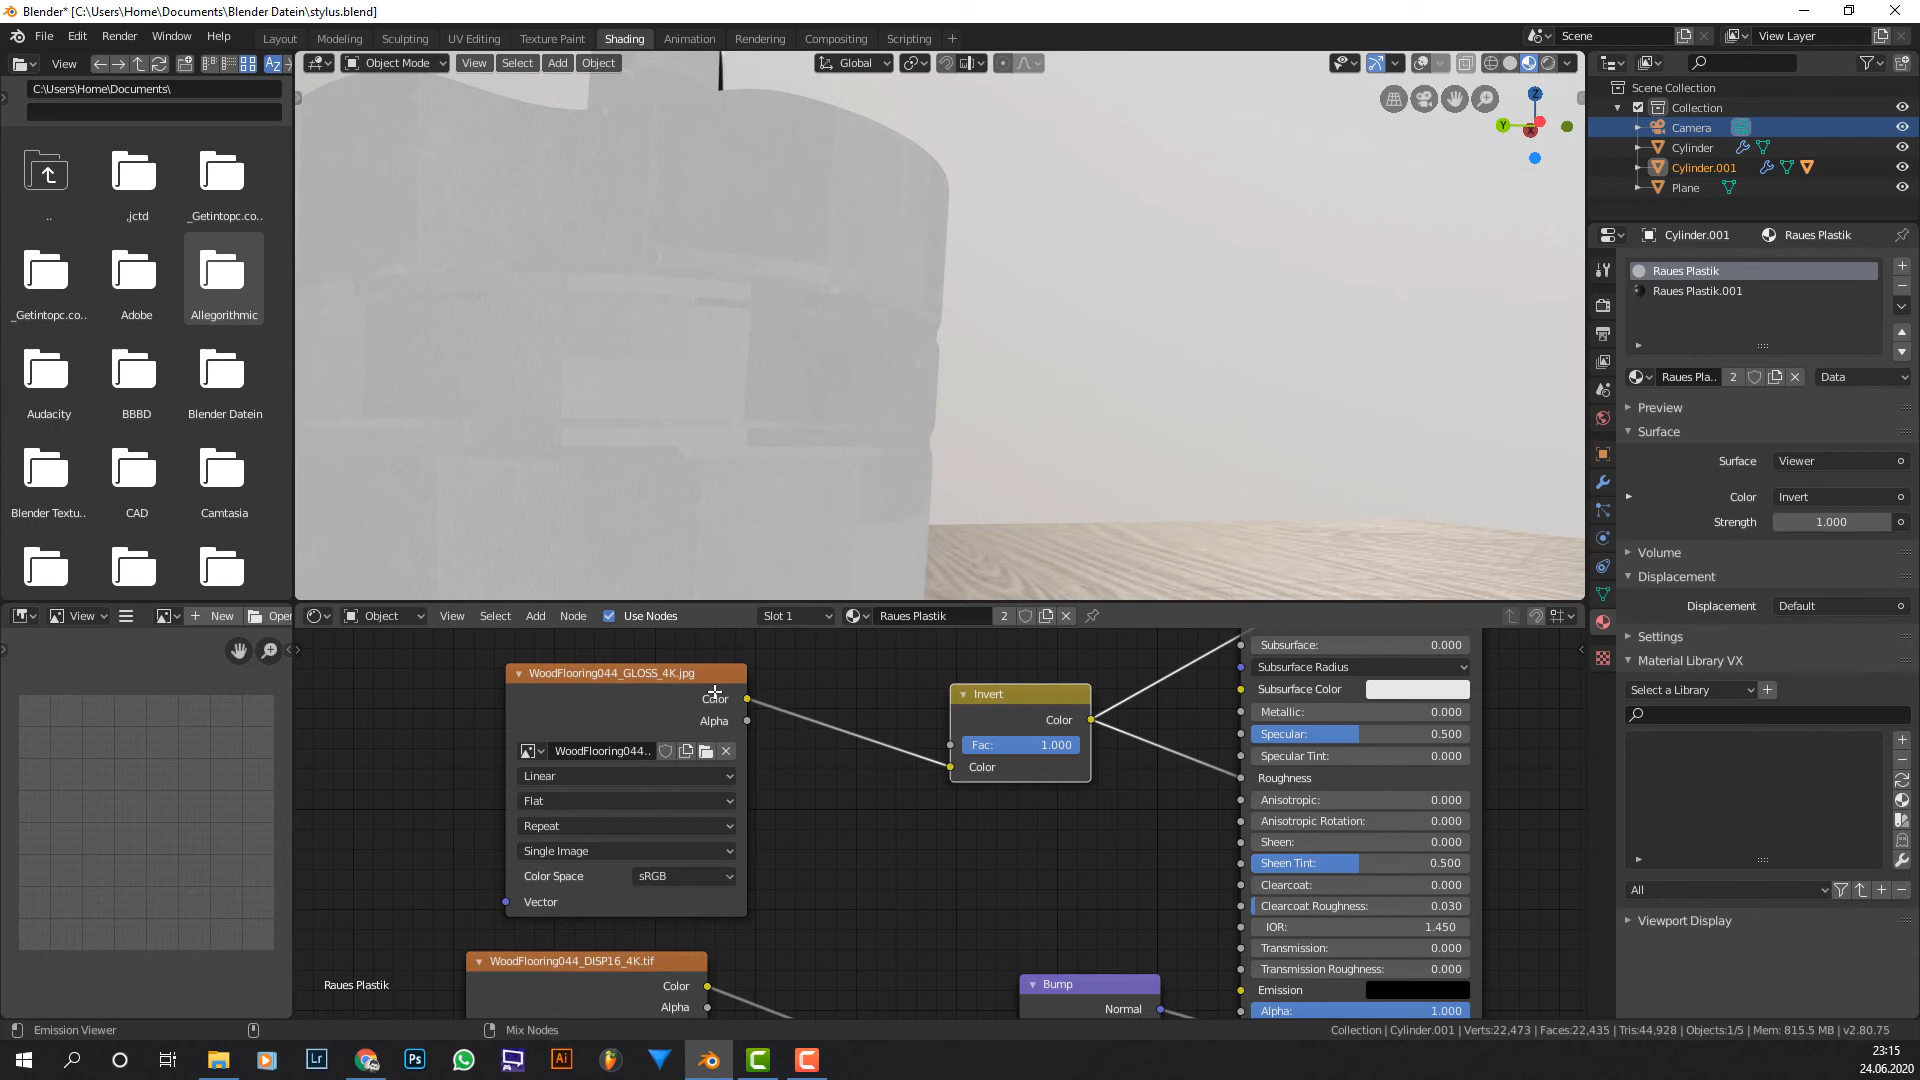 Blender* [C:\Users\Home\Documents\Blender Datein\stylus.blend]
File Edit Render Window Help
Layout Modeling Sculpting UV Editing Texture Paint Shading Animation Rendering Compositing Scripting
Scene View Layer
View
C:\Users\Home\Documents\
..
.jctd
_Getintopc.co..
_Getintopc.co..
Adobe
Allegorithmic
Audacity
BBBD
Blender Datein
Blender Textu..
CAD
Camtasia
Object Mode View Select Add Object
Global
Z
Y
X
Scene Collection
Collection
Camera
Cylinder
Cylinder.001
Plane
Cylinder.001 Raues Plastik
Raues Plastik
Raues Plastik.001
Raues Pla.. 2 Data
Preview
Surface
Surface Viewer
Color Invert
Strength 1.000
Volume
Displacement
Displacement Default
Settings
Material Library VX
Select a Library
All
Viewport Display
View New Open
Object View Select Add Node Use Nodes Slot 1 Raues Plastik 2
WoodFlooring044_GLOSS_4K.jpg
Color
Alpha
WoodFlooring044..
Linear
Flat
Repeat
Single Image
Color Space sRGB
Vector
WoodFlooring044_DISP16_4K.tif
Color
Alpha
Invert
Color
Fac: 1.000
Color
Bump
Normal
Subsurface: 0.000
Subsurface Radius
Subsurface Color
Metallic: 0.000
Specular: 0.500
Specular Tint: 0.000
Roughness
Anisotropic: 0.000
Anisotropic Rotation: 0.000
Sheen: 0.000
Sheen Tint: 0.500
Clearcoat: 0.000
Clearcoat Roughness: 0.030
IOR: 1.450
Transmission: 0.000
Transmission Roughness: 0.000
Emission
Alpha: 1.000
Raues Plastik
Emission Viewer Mix Nodes
Collection | Cylinder.001 | Verts:22,473 | Faces:22,435 | Tris:44,928 | Objects:1/5 | Mem: 815.5 MB | v2.80.75
Lr Ps Ai
23:15
24.06.2020